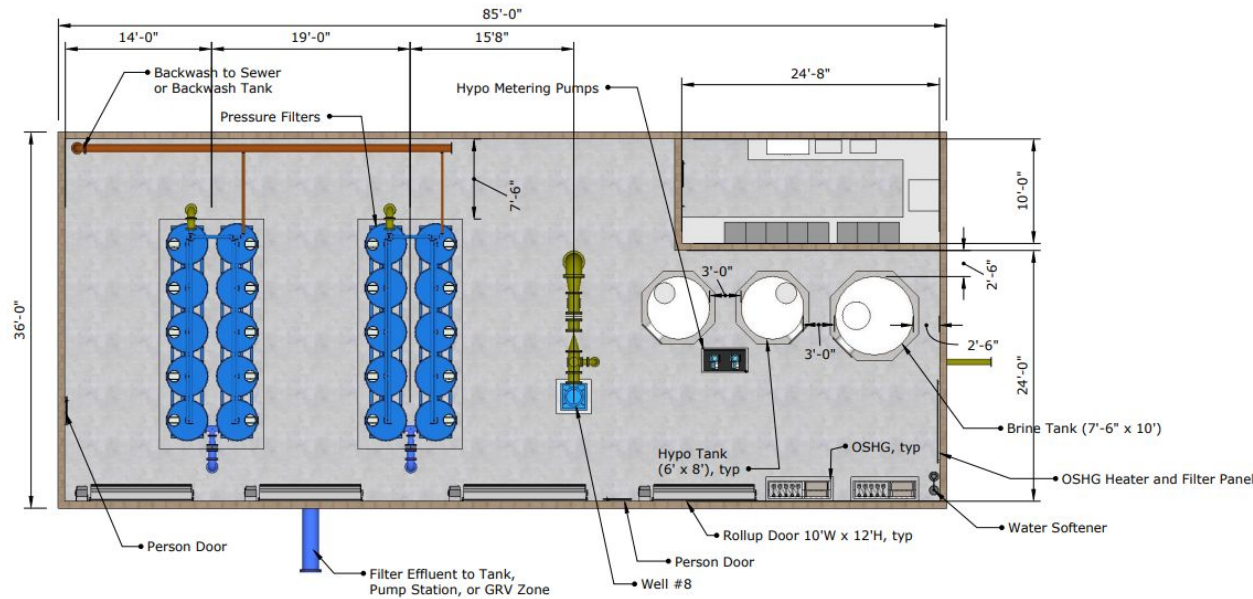 85'-0"
14'-0"
19'-0"
15'8"
24'-8"
Backwash to Sewer
or Backwash Tank
Hypo Metering Pumps
Pressure Filters
7'-6"
10'-0"
36'-0"
3'-0"
2'-6"
3'-0"
2'-6"
24'-0"
Brine Tank (7'-6" x 10')
Hypo Tank
(6' x 8'), typ
OSHG, typ
OSHG Heater and Filter Panel
Water Softener
Rollup Door 10'W x 12'H, typ
Person Door
Person Door
Filter Effluent to Tank,
Pump Station, or GRV Zone
Well #8